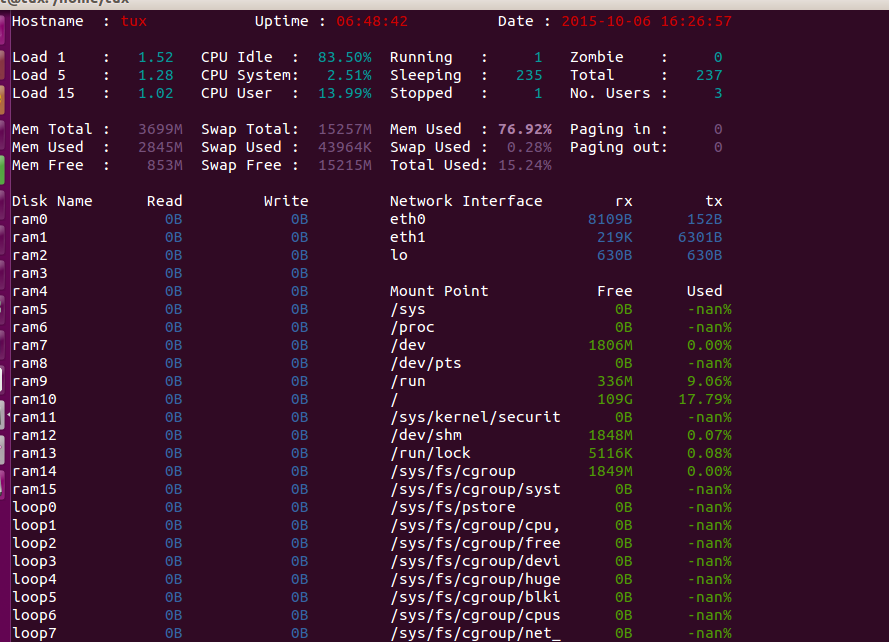 t@tux: /home/tux
Hostname : tux Uptime : 06:48:42 Date : 2015-10-06 16:26:57
Load 1 : 1.52 CPU Idle : 83.50% Running : 1 Zombie : 0
Load 5 : 1.28 CPU System: 2.51% Sleeping : 235 Total : 237
Load 15 : 1.02 CPU User : 13.99% Stopped : 1 No. Users : 3
Mem Total : 3699M Swap Total: 15257M Mem Used : 76.92% Paging in : 0
Mem Used : 2845M Swap Used : 43964K Swap Used : 0.28% Paging out: 0
Mem Free : 853M Swap Free : 15215M Total Used: 15.24%
Disk Name Read Write Network Interface rx tx
ram0 0B 0B eth0 8109B 152B
ram1 0B 0B eth1 219K 6301B
ram2 0B 0B lo 630B 630B
ram3 0B 0B
ram4 0B 0B Mount Point Free Used
ram5 0B 0B /sys 0B -nan%
ram6 0B 0B /proc 0B -nan%
ram7 0B 0B /dev 1806M 0.00%
ram8 0B 0B /dev/pts 0B -nan%
ram9 0B 0B /run 336M 9.06%
ram10 0B 0B / 109G 17.79%
ram11 0B 0B /sys/kernel/securit 0B -nan%
ram12 0B 0B /dev/shm 1848M 0.07%
ram13 0B 0B /run/lock 5116K 0.08%
ram14 0B 0B /sys/fs/cgroup 1849M 0.00%
ram15 0B 0B /sys/fs/cgroup/syst 0B -nan%
loop0 0B 0B /sys/fs/pstore 0B -nan%
loop1 0B 0B /sys/fs/cgroup/cpu, 0B -nan%
loop2 0B 0B /sys/fs/cgroup/free 0B -nan%
loop3 0B 0B /sys/fs/cgroup/devi 0B -nan%
loop4 0B 0B /sys/fs/cgroup/huge 0B -nan%
loop5 0B 0B /sys/fs/cgroup/blki 0B -nan%
loop6 0B 0B /sys/fs/cgroup/cpus 0B -nan%
loop7 0B 0B /sys/fs/cgroup/net_ 0B -nan%